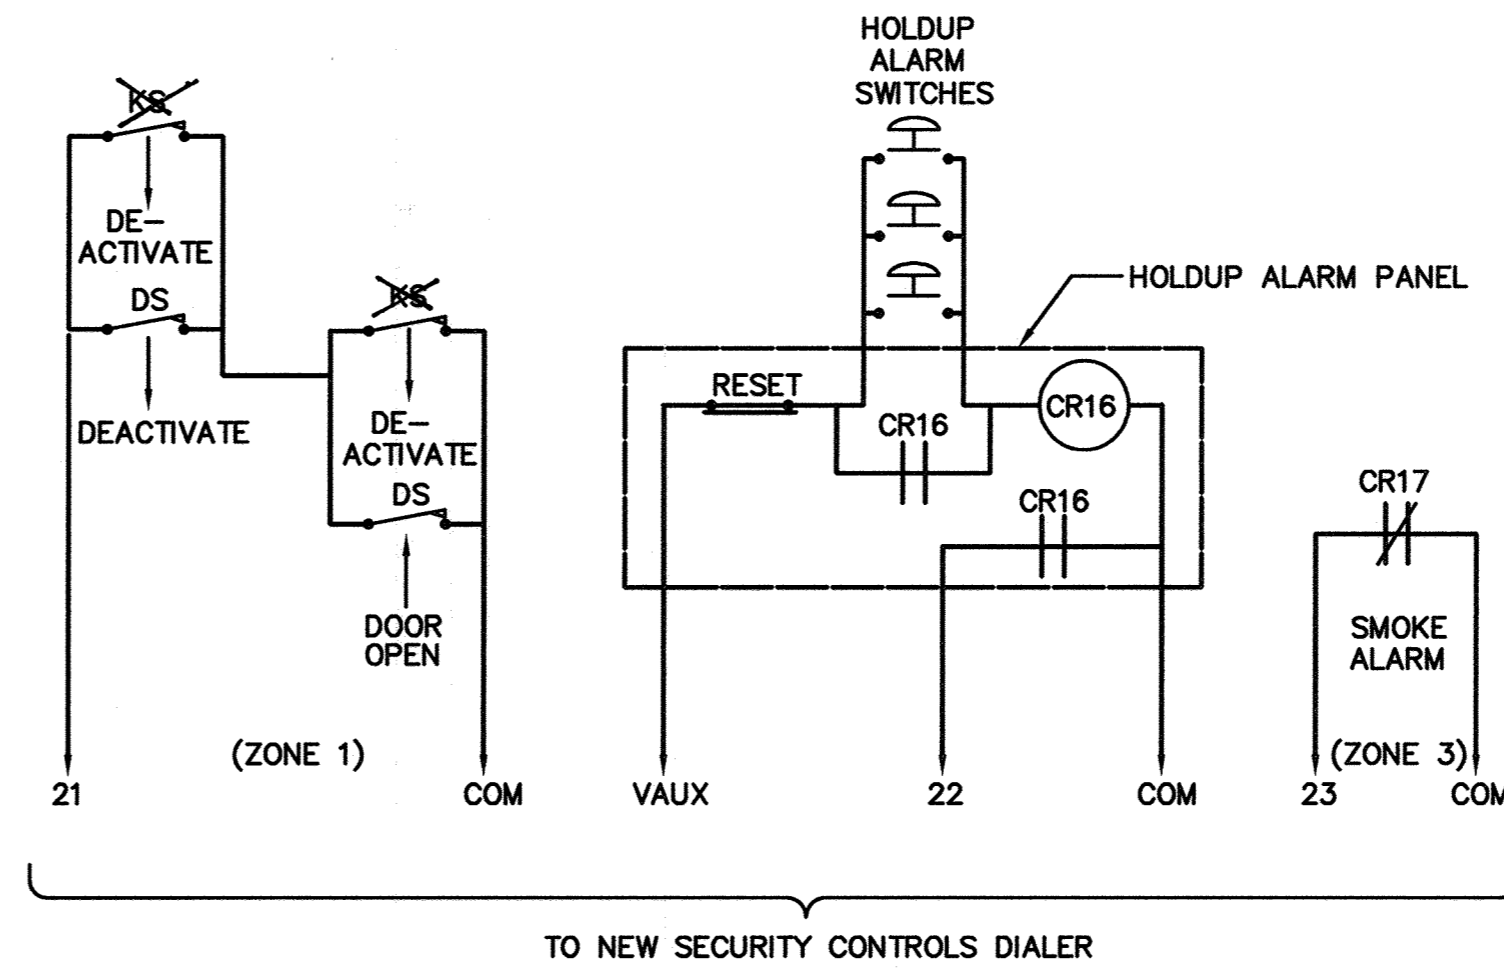 HOLDUP
ALARM
SWITCHES
KS
DE-
ACTIVATE
DS
DEACTIVATE
KS
DE-
ACTIVATE
DS
DOOR
OPEN
(ZONE 1)
21
COM
HOLDUP ALARM PANEL
RESET
CR16
CR16
CR16
VAUX
22
COM
CR17
SMOKE
ALARM
(ZONE 3)
23
COM
TO NEW SECURITY CONTROLS DIALER